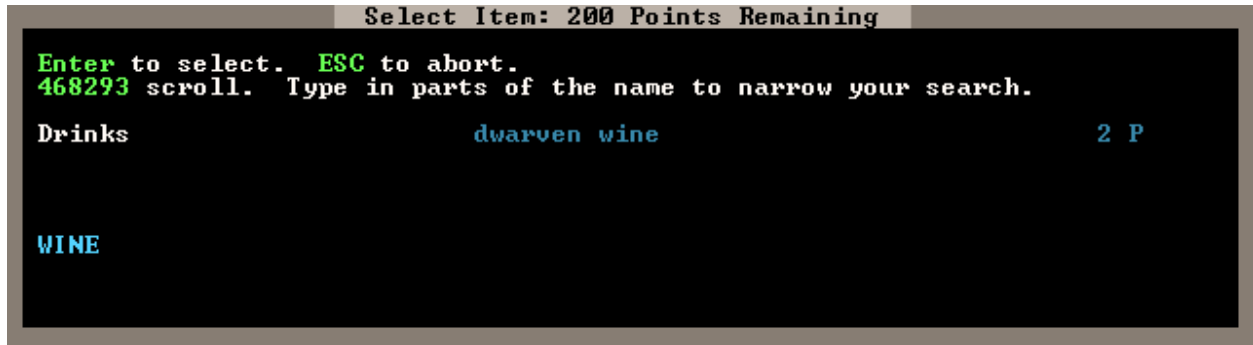 Select Item: 200 Points Remaining
Enter to select. ESC to abort.
468293 scroll. Type in parts of the name to narrow your search.
Drinks dwarven wine 2 P
WINE